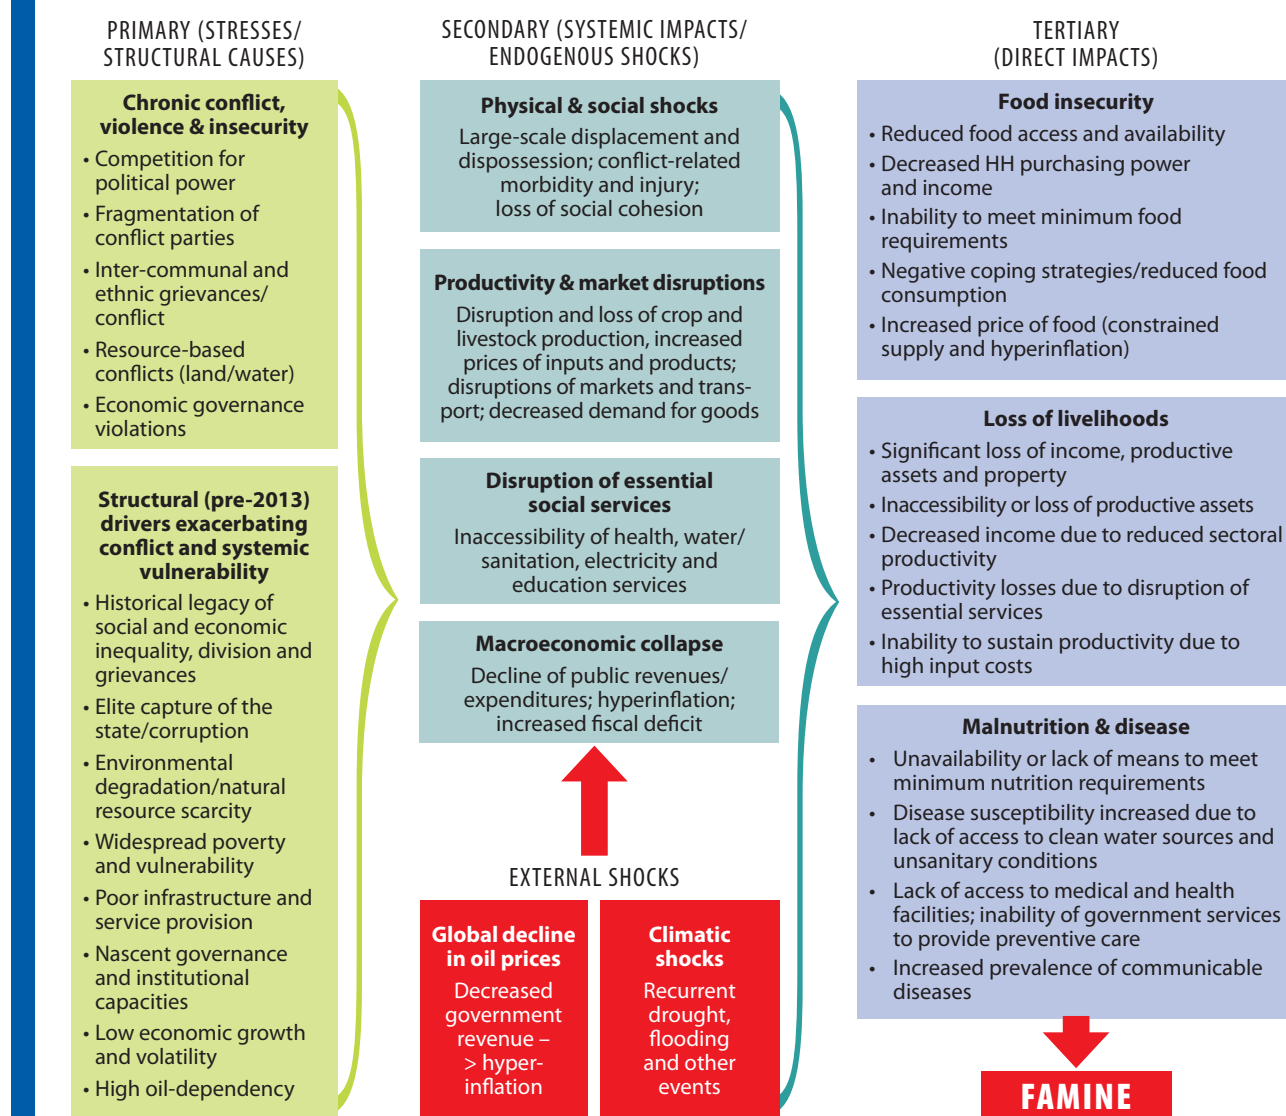 PRIMARY (STRESSES/
STRUCTURAL CAUSES)
Chronic conflict,
violence & insecurity
• Competition for
political power
• Fragmentation of
conflict parties
• Inter-communal and
ethnic grievances/
conflict
• Resource-based
conflicts (land/water)
• Economic governance
violations
Structural (pre-2013)
drivers exacerbating
conflict and systemic
vulnerability
• Historical legacy of
social and economic
inequality, division and
grievances
• Elite capture of the
state/corruption
• Environmental
degradation/natural
resource scarcity
• Widespread poverty
and vulnerability
• Poor infrastructure and
service provision
• Nascent governance
and institutional
capacities
• Low economic growth
and volatility
• High oil-dependency
SECONDARY (SYSTEMIC IMPACTS/
ENDOGENOUS SHOCKS)
Physical & social shocks
Large-scale displacement and
dispossession; conflict-related
morbidity and injury;
loss of social cohesion
Productivity & market disruptions
Disruption and loss of crop and
livestock production, increased
prices of inputs and products;
disruptions of markets and trans-
port; decreased demand for goods
Disruption of essential
social services
Inaccessibility of health, water/
sanitation, electricity and
education services
Macroeconomic collapse
Decline of public revenues/
expenditures; hyperinflation;
increased fiscal deficit
EXTERNAL SHOCKS
Global decline
in oil prices
Decreased
government
revenue –
> hyper-
inflation
Climatic
shocks
Recurrent
drought,
flooding
and other
events
TERTIARY
(DIRECT IMPACTS)
Food insecurity
• Reduced food access and availability
• Decreased HH purchasing power
and income
• Inability to meet minimum food
requirements
• Negative coping strategies/reduced food
consumption
• Increased price of food (constrained
supply and hyperinflation)
Loss of livelihoods
• Significant loss of income, productive
assets and property
• Inaccessibility or loss of productive assets
• Decreased income due to reduced sectoral
productivity
• Productivity losses due to disruption of
essential services
• Inability to sustain productivity due to
high input costs
Malnutrition & disease
• Unavailability or lack of means to meet
minimum nutrition requirements
• Disease susceptibility increased due to
lack of access to clean water sources and
unsanitary conditions
• Lack of access to medical and health
facilities; inability of government services
to provide preventive care
• Increased prevalence of communicable
diseases
FAMINE